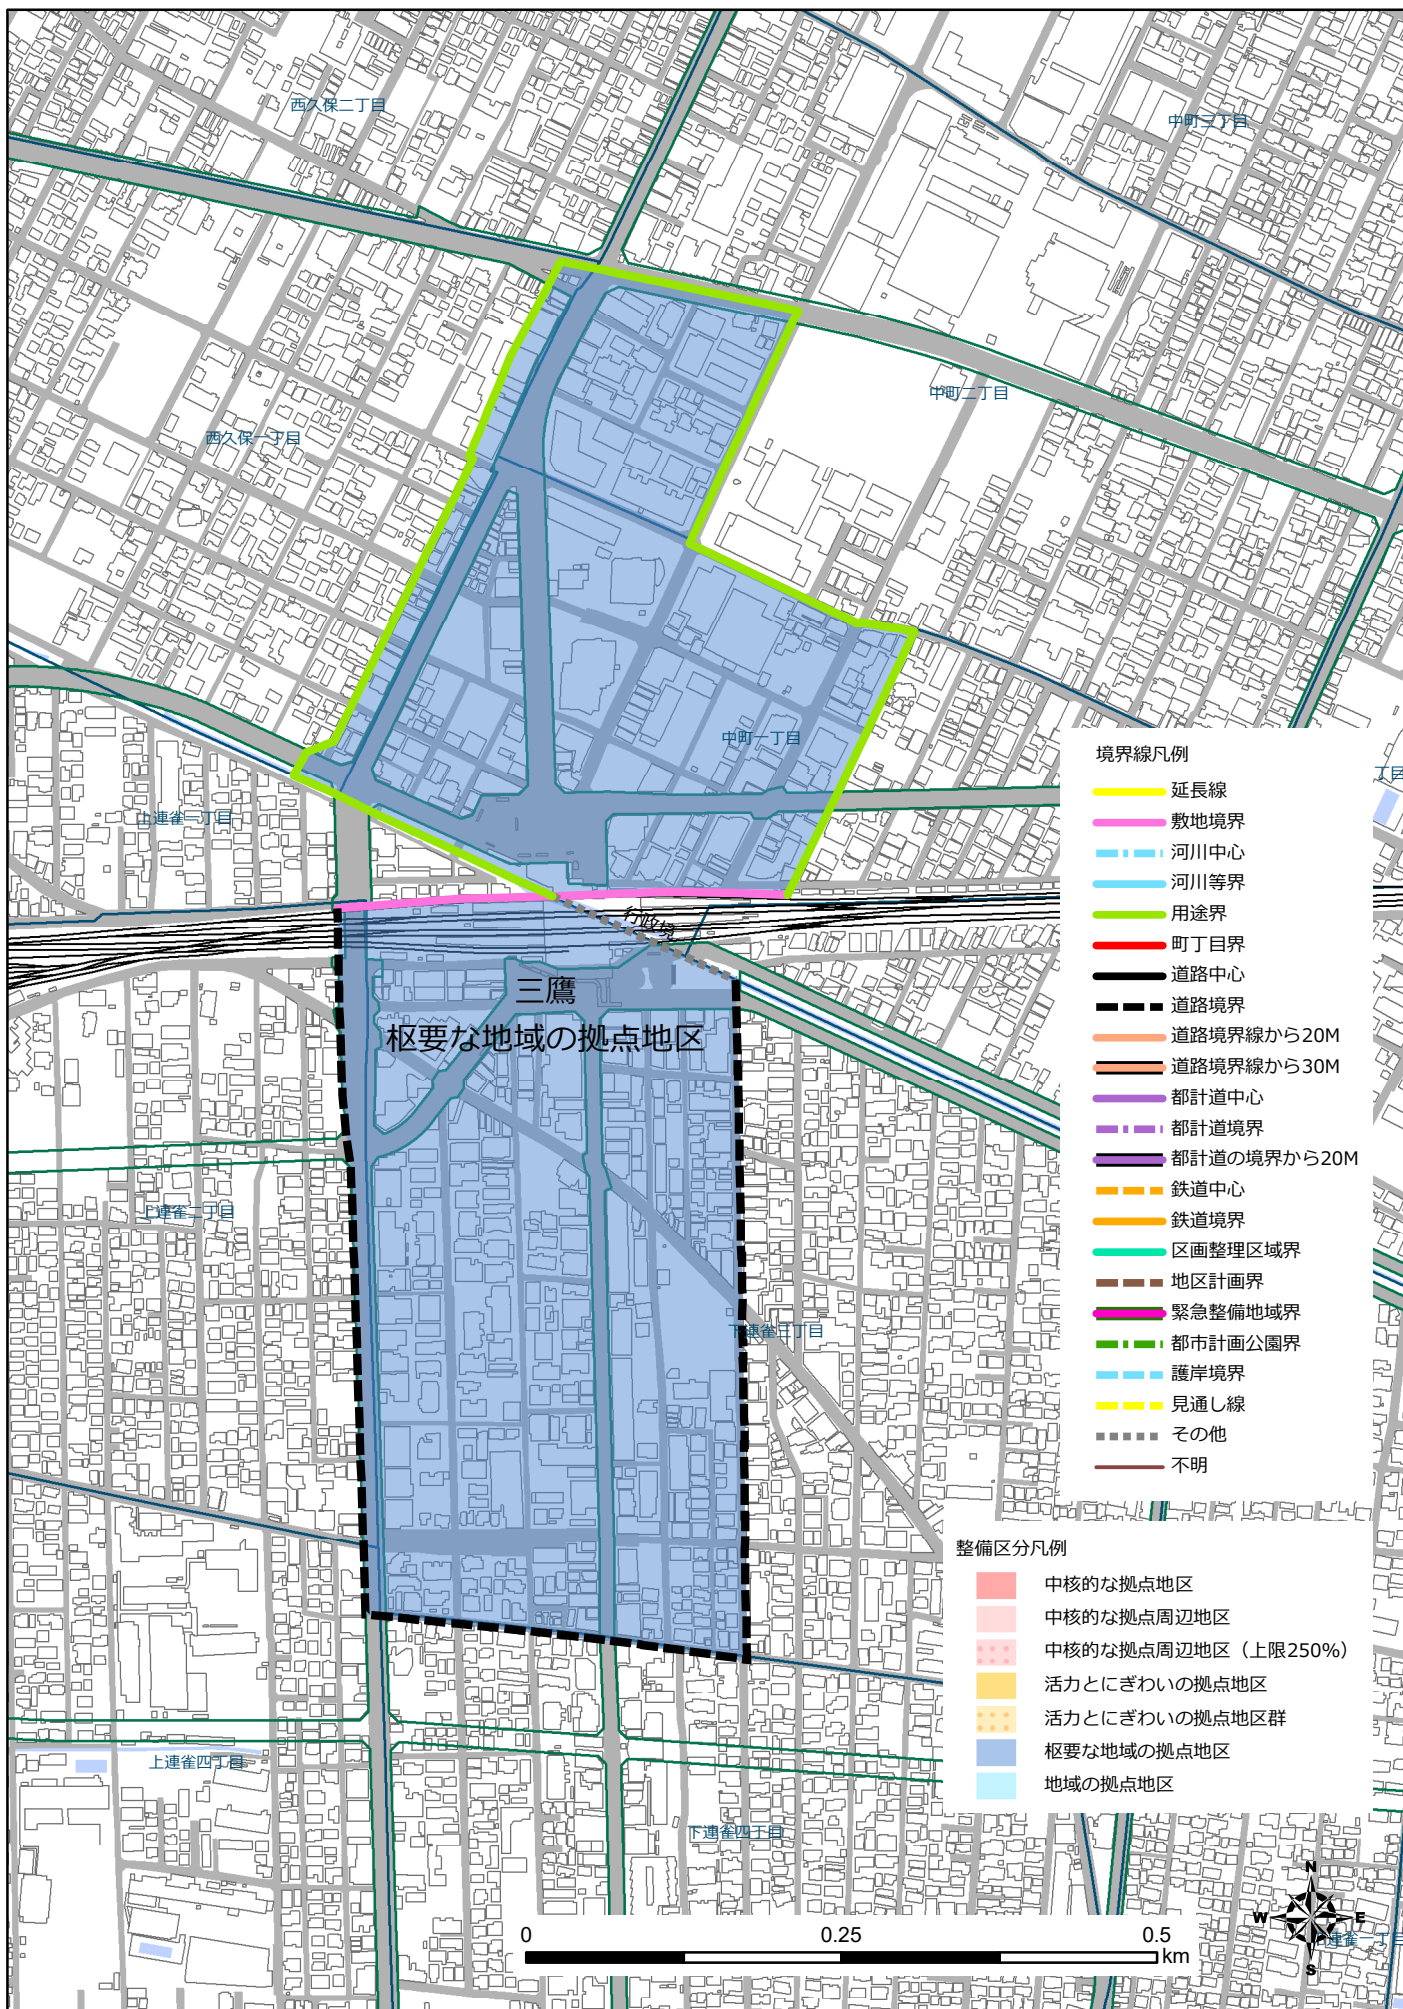 西久保二丁目
中町三丁目
中町二丁目
西久保一丁目
中町一丁目
上連雀一丁目
行政境
三鷹
枢要な地域の拠点地区
上連雀二丁目
下連雀三丁目
上連雀四丁目
下連雀四丁目
丁目
境界線凡例
延長線
敷地境界
河川中心
河川等界
用途界
町丁目界
道路中心
道路境界
道路境界線から20M
道路境界線から30M
都計道中心
都計道境界
都計道の境界から20M
鉄道中心
鉄道境界
区画整理区域界
地区計画界
緊急整備地域界
都市計画公園界
護岸境界
見通し線
その他
不明
整備区分凡例
中核的な拠点地区
中核的な拠点周辺地区
中核的な拠点周辺地区（上限250%）
活力とにぎわいの拠点地区
活力とにぎわいの拠点地区群
枢要な地域の拠点地区
地域の拠点地区
N
W E
S
連雀一丁目
0 0.25 0.5
km